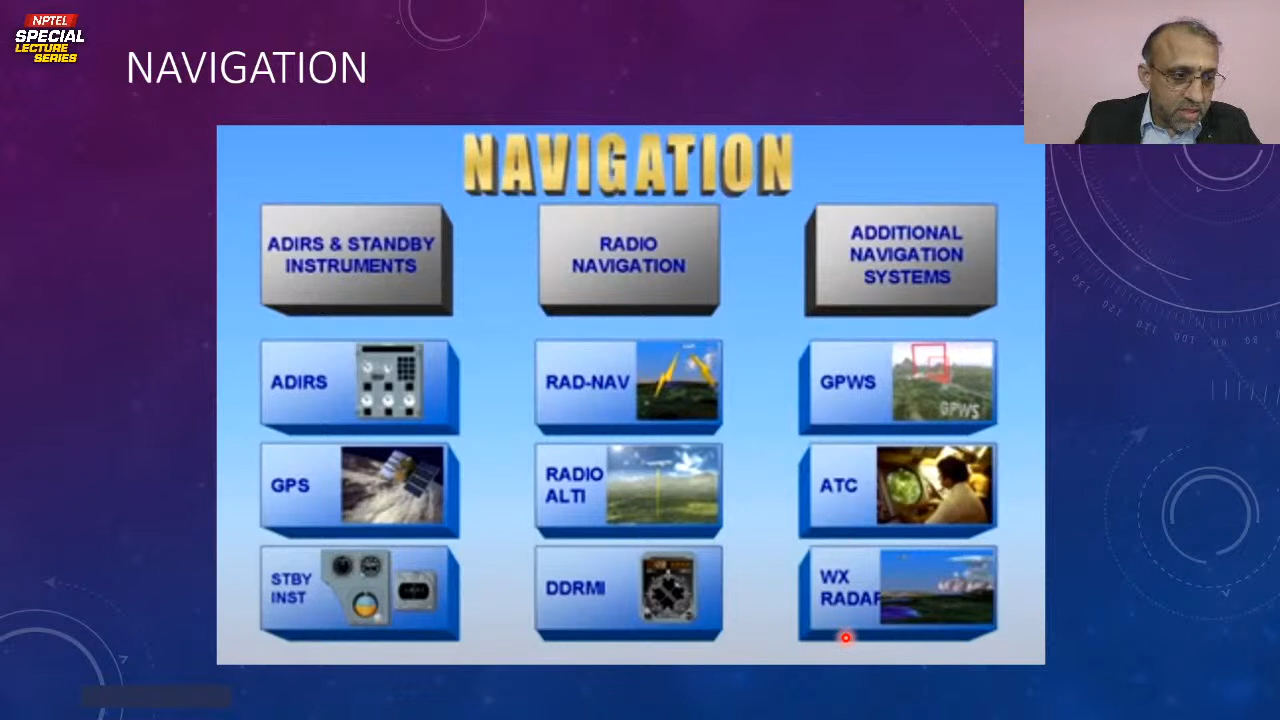 NPTEL
SPECIAL
LECTURE
SERIES
NAVIGATION
NAVIGATION
ADIRS & STANDBY
INSTRUMENTS
RADIO
NAVIGATION
ADDITIONAL
NAVIGATION
SYSTEMS
ADIRS
RAD-NAV
GPWS
GPWS
GPS
RADIO
ALTI
ATC
STBY
INST
DDRMI
WX
RADAR